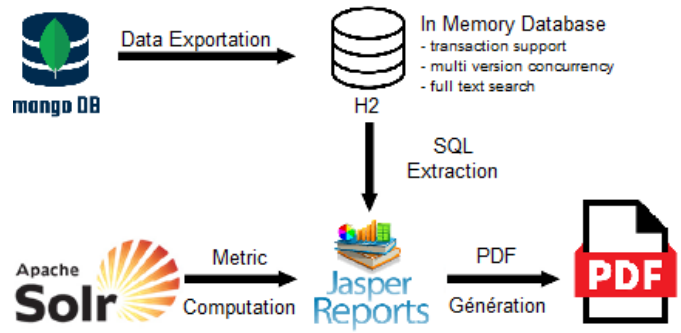 Data Exportation
In Memory Database
- transaction support
- multi version concurrency
- full text search
mango DB
H2
SQL
Extraction
Apache
Solr
Metric
Computation
Jasper
Reports
PDF
Génération
PDF